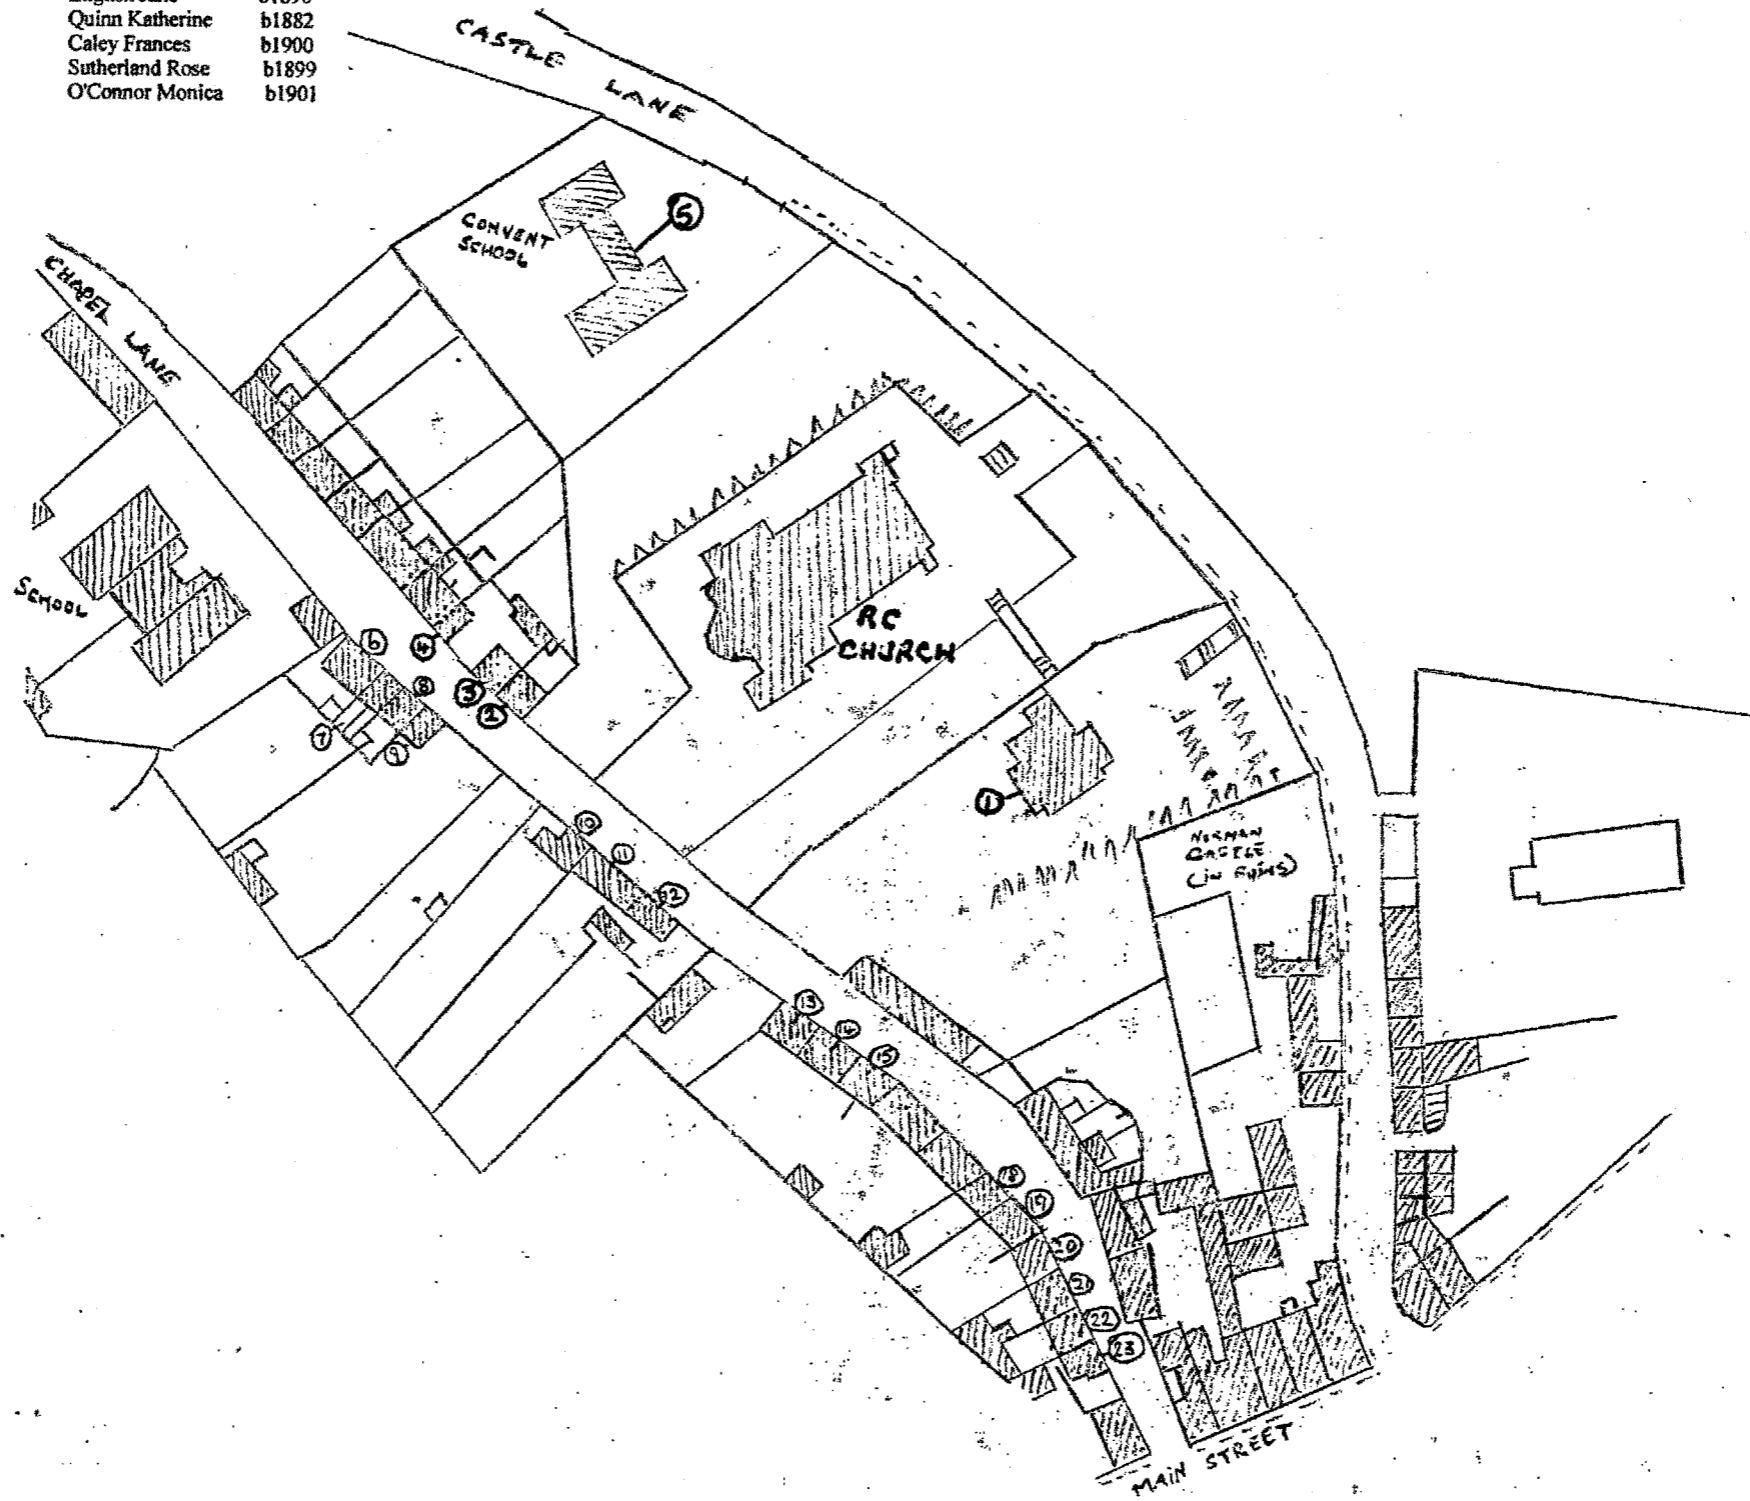 Quinn Katherine b1882
Caley Frances b1900
Sutherland Rose b1899
O'Connor Monica b1901
CASTLE LANE
CONVENT
SCHOOL
5
CHAPEL LANE
SCHOOL
RC
CHURCH
6
4
8
3
2
7
9
1
NORMAN
CASTLE
(IN RUINS)
10
11
12
13
14
15
18
19
20
21
22
23
MAIN STREET